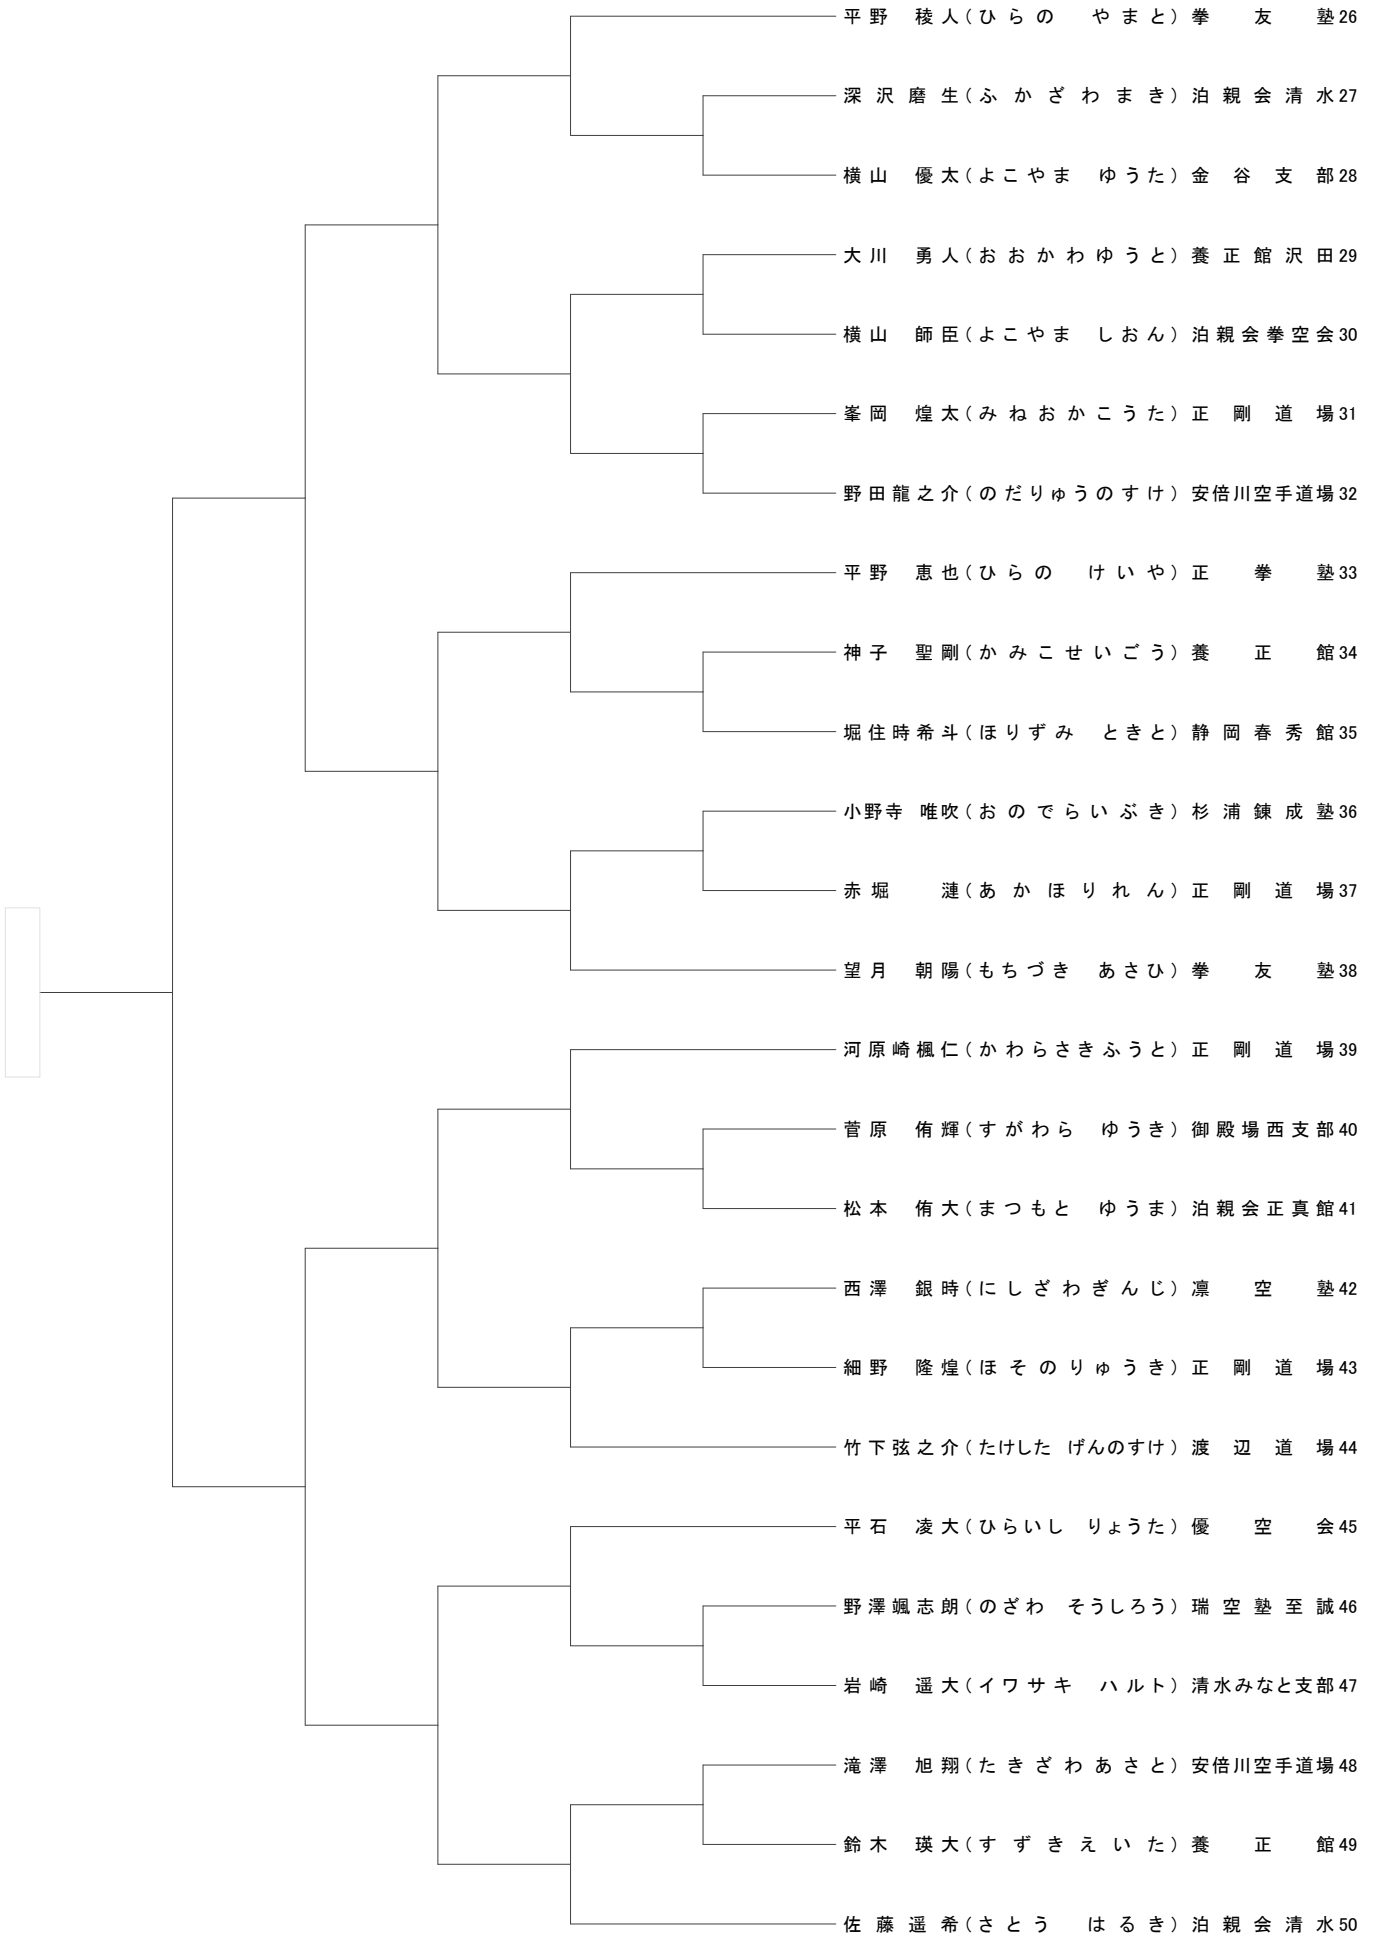 平野 稜人(ひらの やまと) 拳友塾 26
深沢磨生(ふかざわまき) 泊親会清水 27
横山 優太(よこやま ゆうた) 金谷支部 28
大川 勇人(おおかわゆうと) 養正館沢田 29
横山 師臣(よこやま しおん) 泊親会拳空会 30
峯岡 煌太(みねおかこうた) 正剛道場 31
野田龍之介(のだりゅうのすけ) 安倍川空手道場 32
平野 恵也(ひらの けいや) 正拳塾 33
神子 聖剛(かみこせいごう) 養正館 34
堀住時希斗(ほりずみ ときと) 静岡春秀館 35
小野寺 唯吹(おのでらいぶき) 杉浦錬成塾 36
赤堀 漣(あかほりれん) 正剛道場 37
望月 朝陽(もちづき あさひ) 拳友塾 38
河原崎楓仁(かわらさきふうと) 正剛道場 39
菅原 侑輝(すがわら ゆうき) 御殿場西支部 40
松本 侑大(まつもと ゆうま) 泊親会正真館 41
西澤 銀時(にしざわぎんじ) 凛空塾 42
細野 隆煌(ほそのりゅうき) 正剛道場 43
竹下弦之介(たけした げんのすけ) 渡辺道場 44
平石 凌大(ひらいし りょうた) 優空会 45
野澤颯志朗(のざわ そうしろう) 瑞空塾至誠 46
岩崎 遥大(イワサキ ハルト) 清水みなと支部 47
滝澤 旭翔(たきざわあさと) 安倍川空手道場 48
鈴木 瑛大(すずきえいた) 養正館 49
佐藤遥希(さとう はるき) 泊親会清水 50